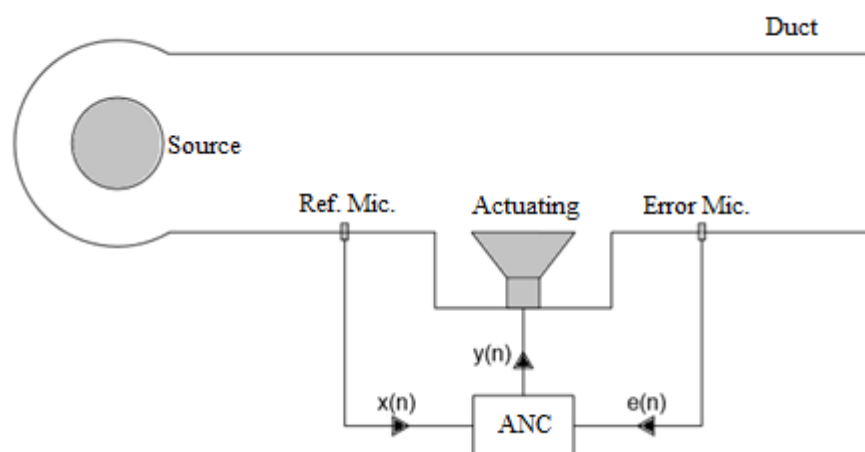 Duct
Source
Ref. Mic.
Actuating
Error Mic.
y(n)
x(n)
ANC
e(n)